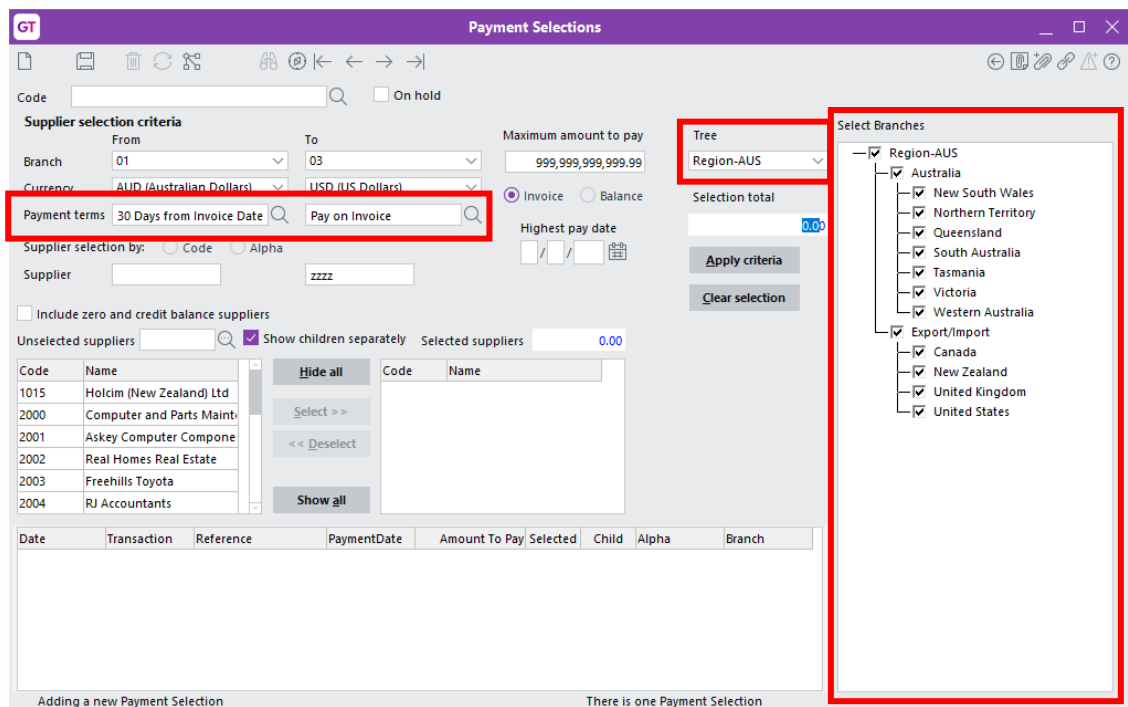 GT Payment Selections
Code On hold
Supplier selection criteria
From To
Maximum amount to pay
Tree
Branch 01 03 999,999,999,999.99 Region-AUS
Currency AUD (Australian Dollars) USD (US Dollars)
Invoice Balance
Selection total
Payment terms 30 Days from Invoice Date Pay on Invoice
0.00
Highest pay date
/ /
Supplier selection by: Code Alpha
Supplier zzzz
Apply criteria
Clear selection
Include zero and credit balance suppliers
Unselected suppliers Show children separately Selected suppliers 0.00
Code Name
1015 Holcim (New Zealand) Ltd
2000 Computer and Parts Maint
2001 Askey Computer Compone
2002 Real Homes Real Estate
2003 Freehills Toyota
2004 RJ Accountants
Hide all
Select >>
<< Deselect
Show all
Code Name
Date Transaction Reference PaymentDate Amount To Pay Selected Child Alpha Branch
Select Branches
Region-AUS
Australia
New South Wales
Northern Territory
Queensland
South Australia
Tasmania
Victoria
Western Australia
Export/Import
Canada
New Zealand
United Kingdom
United States
Adding a new Payment Selection There is one Payment Selection